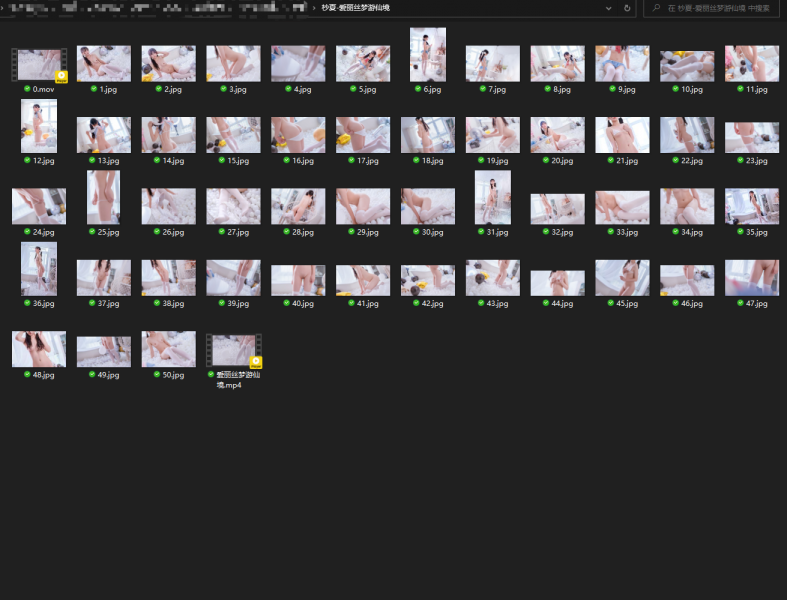 杪夏-爱丽丝梦游仙境
在 杪夏-爱丽丝梦游仙境 中搜索
0.mov
1.jpg
2.jpg
3.jpg
4.jpg
5.jpg
6.jpg
7.jpg
8.jpg
9.jpg
10.jpg
11.jpg
12.jpg
13.jpg
14.jpg
15.jpg
16.jpg
17.jpg
18.jpg
19.jpg
20.jpg
21.jpg
22.jpg
23.jpg
24.jpg
25.jpg
26.jpg
27.jpg
28.jpg
29.jpg
30.jpg
31.jpg
32.jpg
33.jpg
34.jpg
35.jpg
36.jpg
37.jpg
38.jpg
39.jpg
40.jpg
41.jpg
42.jpg
43.jpg
44.jpg
45.jpg
46.jpg
47.jpg
48.jpg
49.jpg
50.jpg
爱丽丝梦游仙
境.mp4